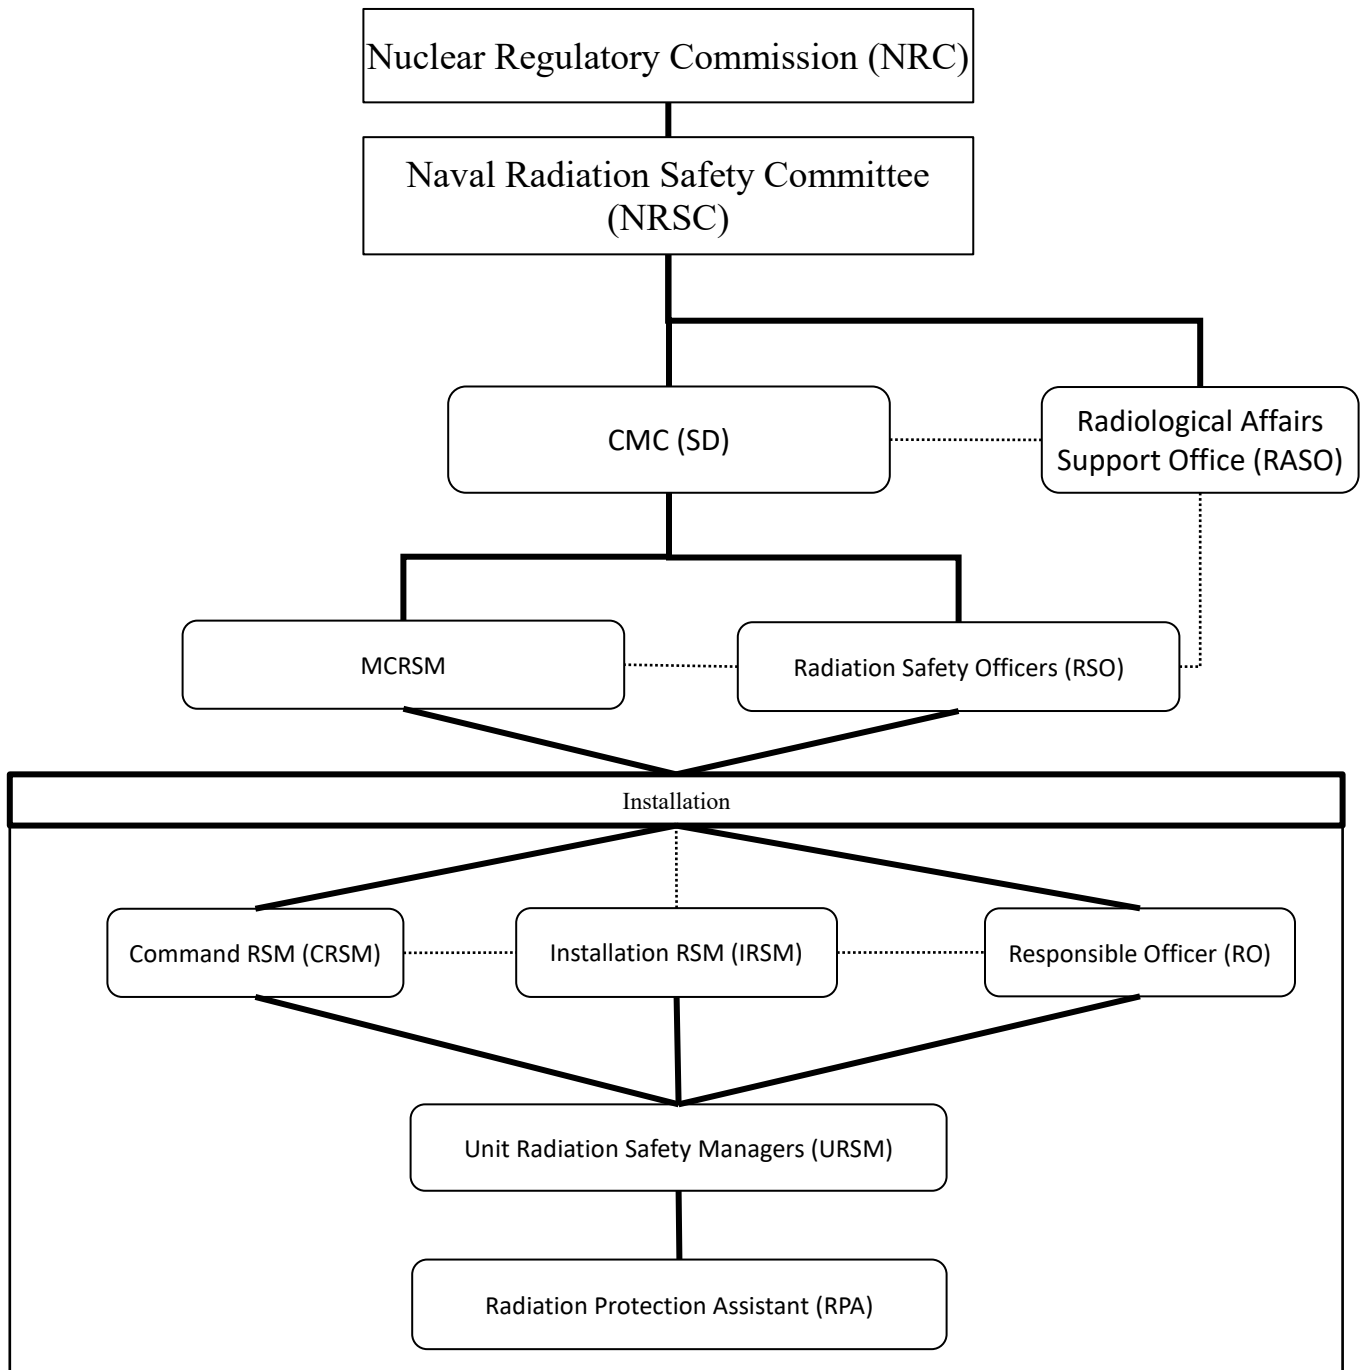 Nuclear Regulatory Commission (NRC)
Naval Radiation Safety Committee
(NRSC)
CMC (SD)
Radiological Affairs
Support Office (RASO)
MCRSM
Radiation Safety Officers (RSO)
Installation
Command RSM (CRSM)
Installation RSM (IRSM)
Responsible Officer (RO)
Unit Radiation Safety Managers (URSM)
Radiation Protection Assistant (RPA)